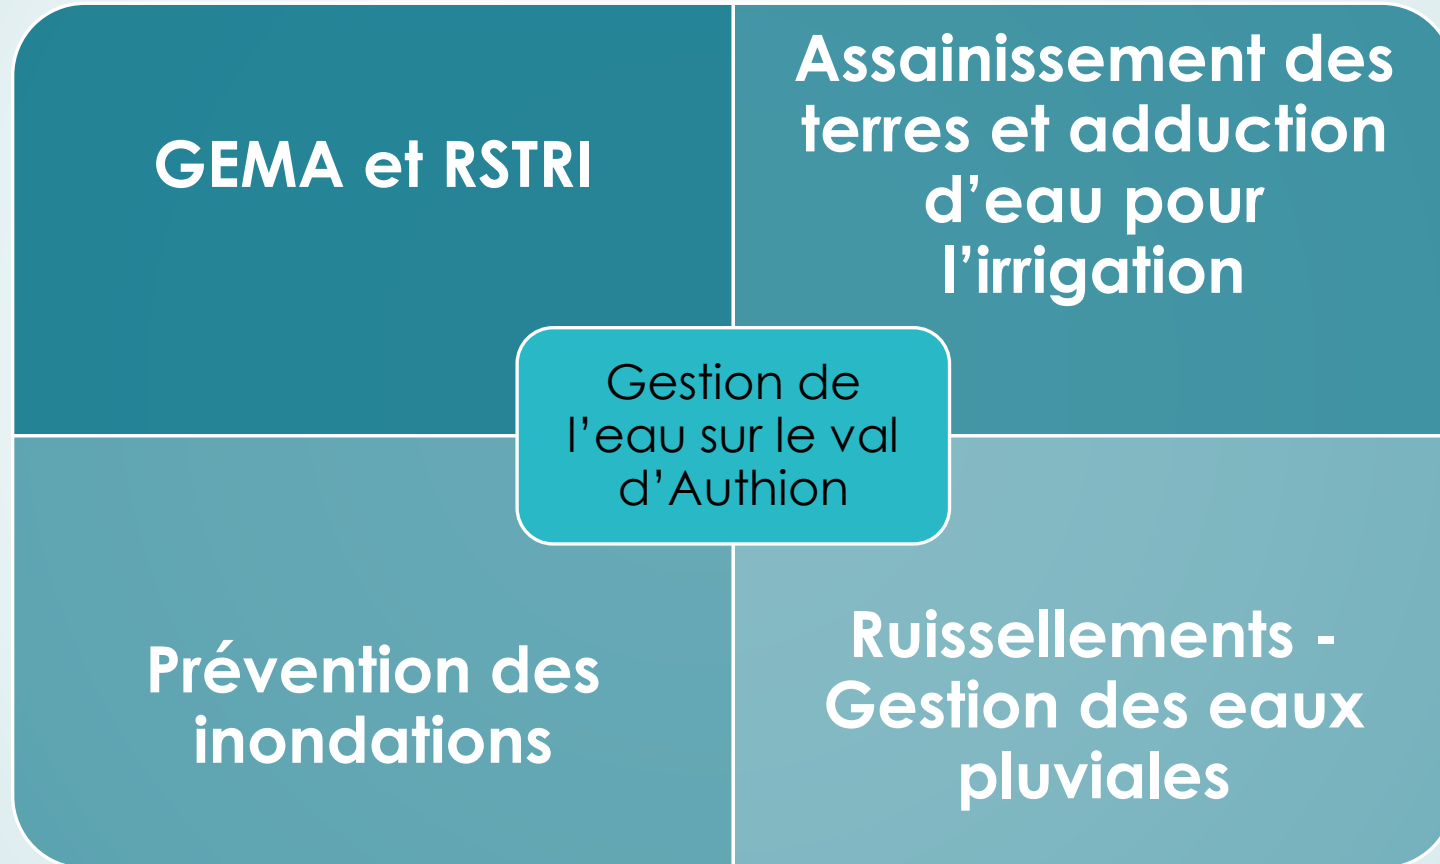 GEMA et RSTRI
Assainissement des
terres et adduction
d’eau pour
l’irrigation
Gestion de
l’eau sur le val
d’Authion
Prévention des
inondations
Ruissellements -
Gestion des eaux
pluviales